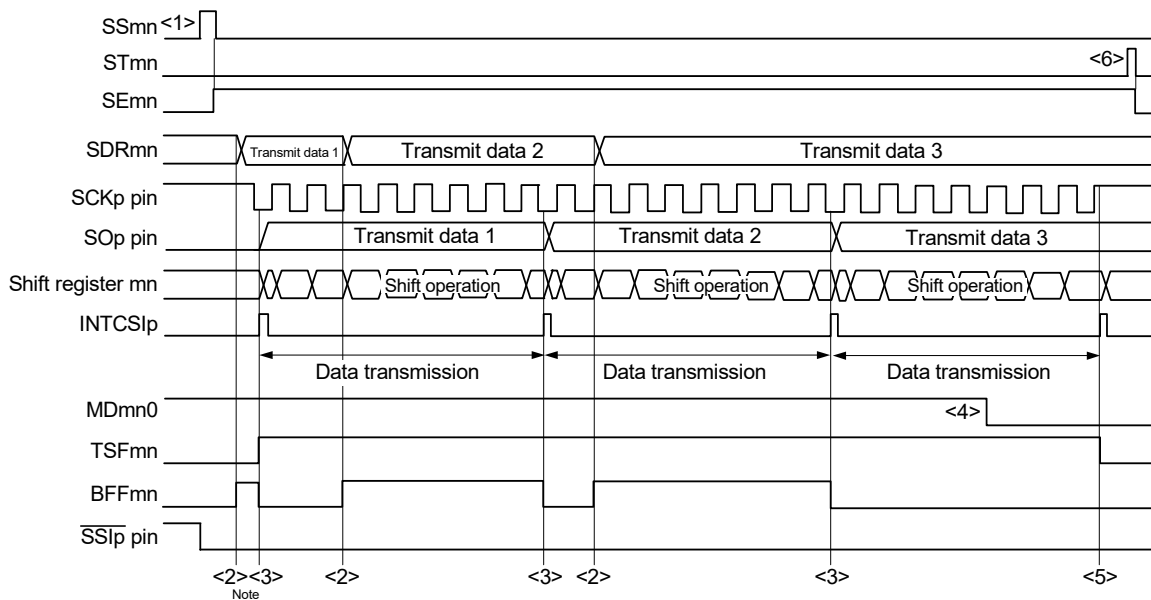 SSmn <1>
STmn <6>
SEmn
SDRmn Transmit data 1 Transmit data 2 Transmit data 3
SCKp pin
SOp pin Transmit data 1 Transmit data 2 Transmit data 3
Shift register mn Shift operation Shift operation Shift operation
INTCSIp
Data transmission Data transmission Data transmission
MDmn0 <4>
TSFmn
BFFmn
SSIp pin
<2> <3> <2> <3> <2> <3> <5>
Note